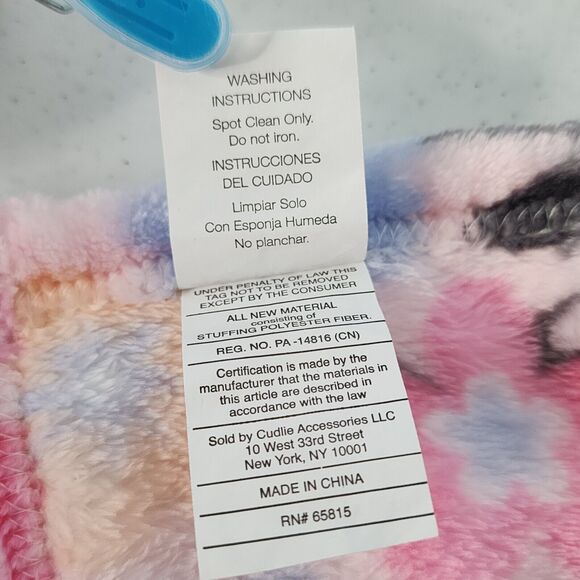 WASHING
INSTRUCTIONS
Spot Clean Only.
Do not iron.
INSTRUCCIONES
DEL CUIDADO
Limpiar Solo
Con Esponja Humeda
No planchar.
UNDER PENALTY OF LAW THIS
TAG NOT TO BE REMOVED
EXCEPT BY THE CONSUMER
ALL NEW MATERIAL
consisting of
STUFFING POLYESTER FIBER.
REG. NO. PA -14816 (CN)
Certification is made by the
manufacturer that the materials in
this article are described in
accordance with the law
Sold by Cudlie Accessories LLC
10 West 33rd Street
New York, NY 10001
MADE IN CHINA
RN# 65815